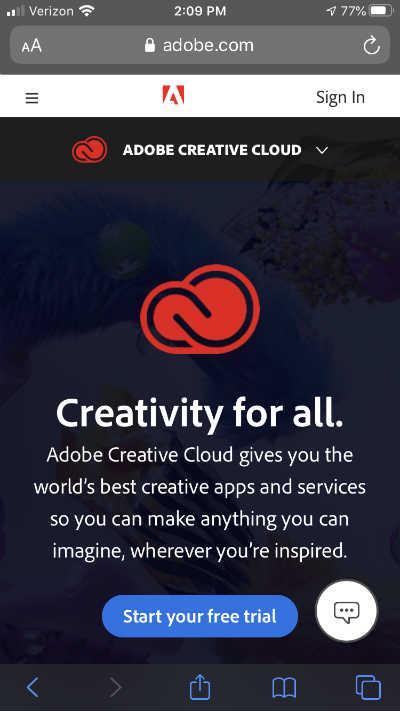 Verizon 2:09 PM 77%
AA adobe.com
Sign In
ADOBE CREATIVE CLOUD
Creativity for all.
Adobe Creative Cloud gives you the
world's best creative apps and services
so you can make anything you can
imagine, wherever you're inspired.
Start your free trial